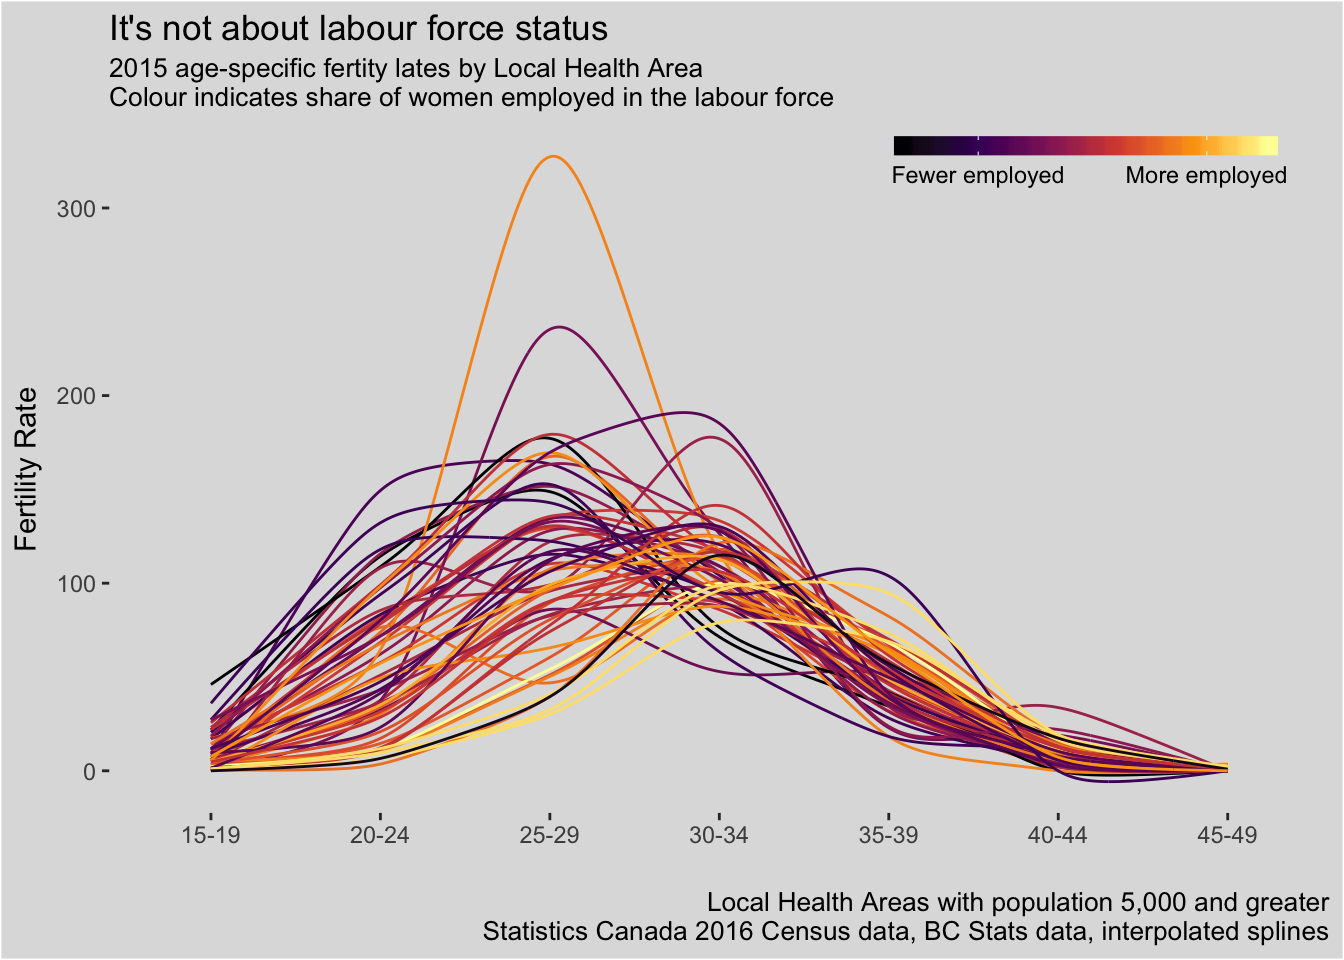 It's not about labour force status
2015 age-specific fertity lates by Local Health Area
Colour indicates share of women employed in the labour force
Fewer employed
More employed
Fertility Rate
300
200
100
0
15-19
20-24
25-29
30-34
35-39
40-44
45-49
Local Health Areas with population 5,000 and greater
Statistics Canada 2016 Census data, BC Stats data, interpolated splines